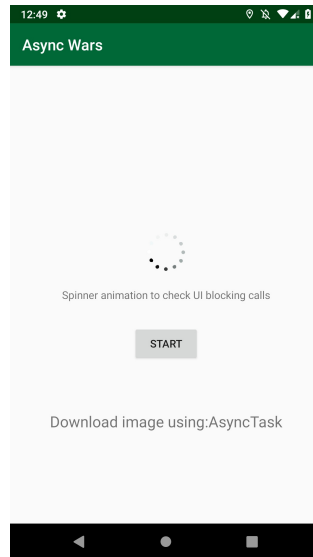 12:49
Async Wars
Spinner animation to check UI blocking calls
START
Download image using:AsyncTask